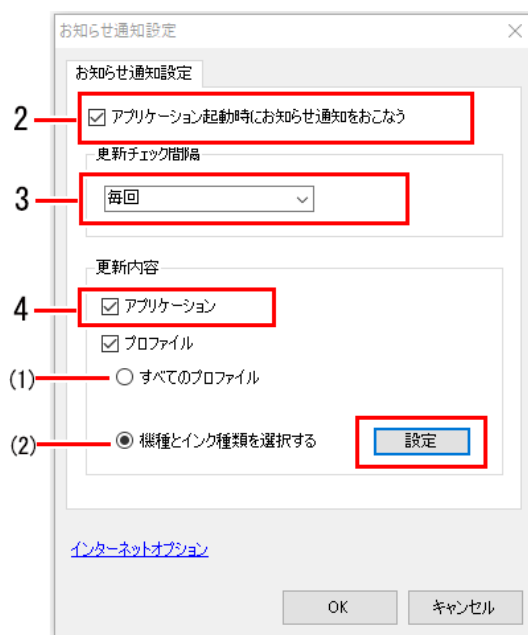 お知らせ通知設定
お知らせ通知設定
2
アプリケーション起動時にお知らせ通知をおこなう
更新チェック間隔
3
毎回
更新内容
4
アプリケーション
プロファイル
(1)
すべてのプロファイル
(2)
機種とインク種類を選択する
設定
インターネットオプション
OK
キャンセル